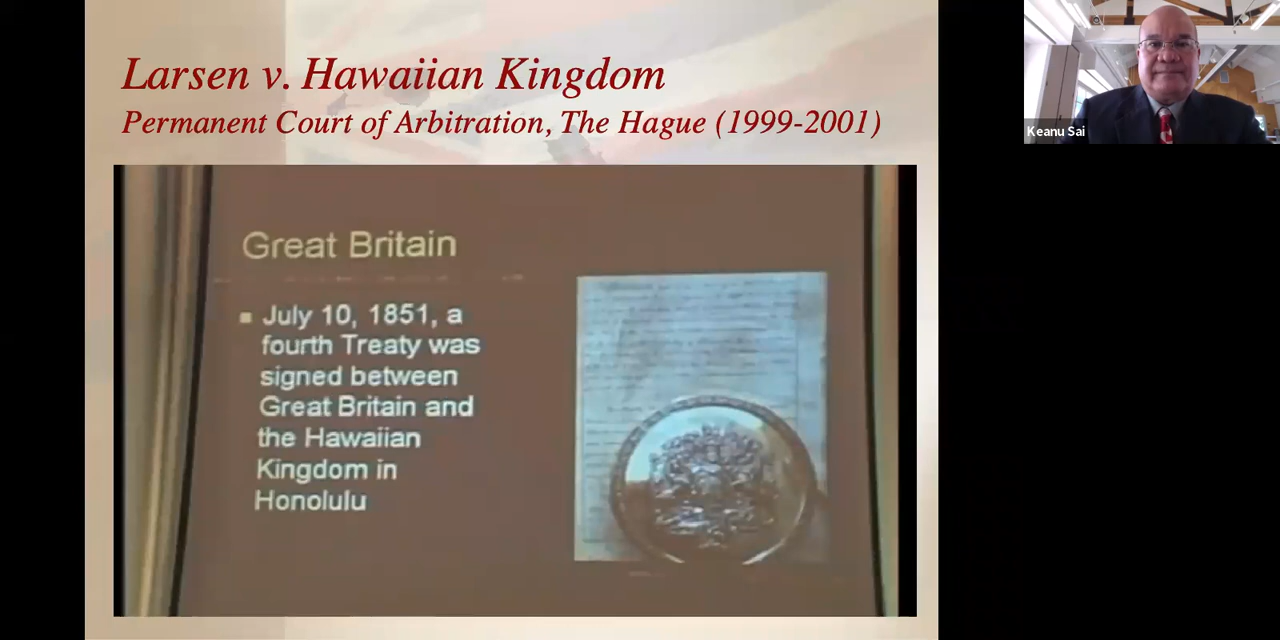 Larsen v. Hawaiian Kingdom
Permanent Court of Arbitration, The Hague (1999-2001)
Keanu Sai
Great Britain
July 10, 1851, a
fourth Treaty was
signed between
Great Britain and
the Hawaiian
Kingdom in
Honolulu